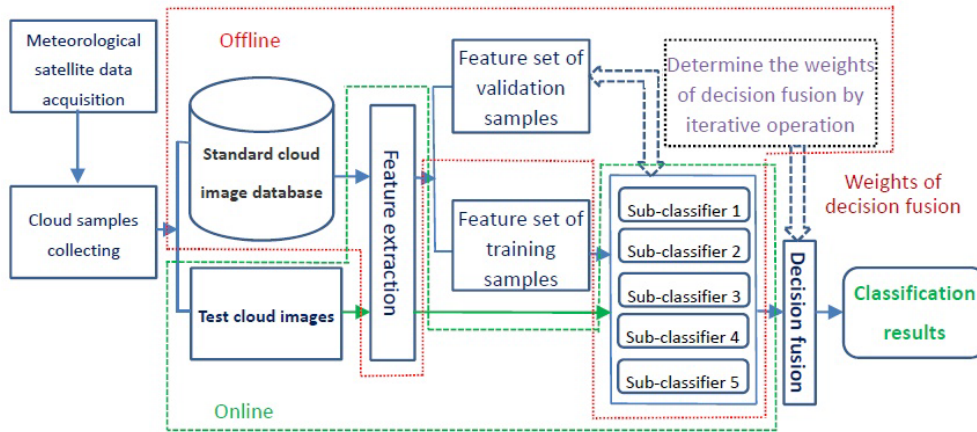 Meteorological
satellite data
acquisition
Cloud samples
collecting
Offline
Standard cloud
image database
Test cloud images
Online
Feature extraction
Feature set of
validation
samples
Feature set of
training
samples
Determine the weights
of decision fusion by
iterative operation
Sub-classifier 1
Sub-classifier 2
Sub-classifier 3
Sub-classifier 4
Sub-classifier 5
Weights of
decision fusion
Decision fusion
Classification
results